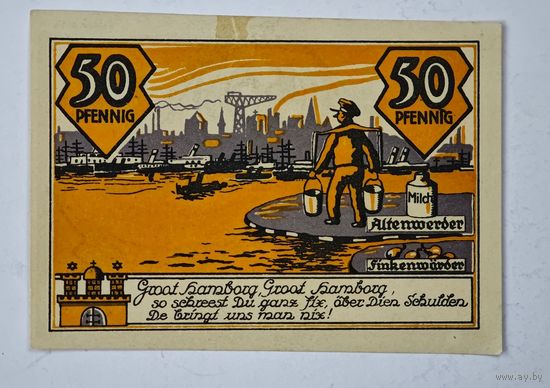 50
PFENNIG
50
PFENNIG
Milch
Altenwerder
Finkenwärder
Groot Hamborg, Groot Hamborg,
so schreest Du ganz fix, över Dien Schulden
De bringt uns man nix!
www.ay.by